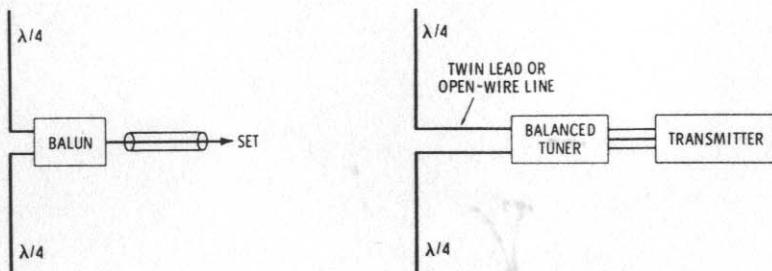 λ/4
BALUN
SET
λ/4
λ/4
TWIN LEAD OR
OPEN-WIRE LINE
BALANCED
TUNER
TRANSMITTER
λ/4